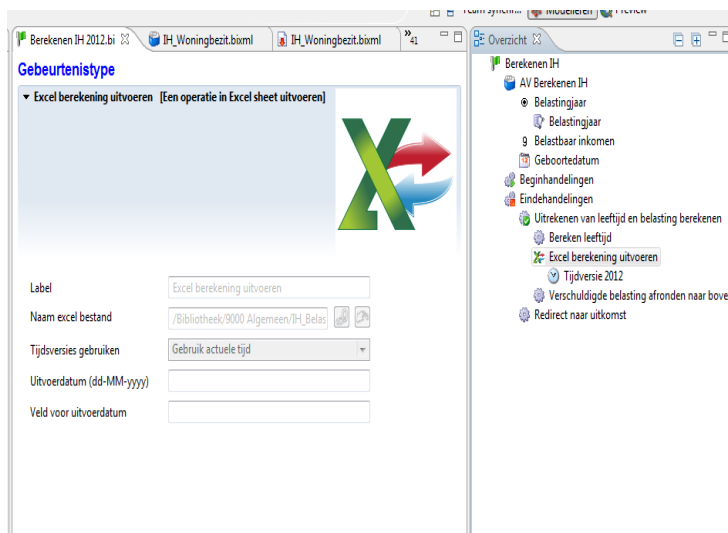 Modelleren
Berekenen IH 2012.bi
IH_Woningbezit.bixml
IH_Woningbezit.bixml
»41
Overzicht
Gebeurtenistype
Excel berekening uitvoeren [Een operatie in Excel sheet uitvoeren]
Label
Excel berekening uitvoeren
Naam excel bestand
/Bibliotheek/9000 Algemeen/IH_Belas
Tijdsversies gebruiken
Gebruik actuele tijd
Uitvoerdatum (dd-MM-yyyy)
Veld voor uitvoerdatum
Berekenen IH
AV Berekenen IH
Belastingjaar
Belastingjaar
9 Belastbaar inkomen
Geboortedatum
Beginhandelingen
Eindehandelingen
Uitrekenen van leeftijd en belasting berekenen
Bereken leeftijd
Excel berekening uitvoeren
Tijdversie 2012
Verschuldigde belasting afronden naar bove
Redirect naar uitkomst